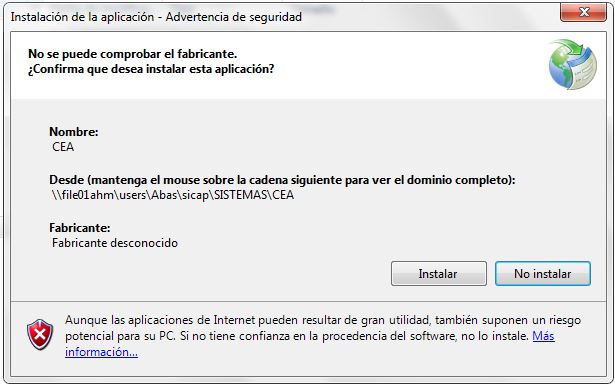 Instalación de la aplicación - Advertencia de seguridad
No se puede comprobar el fabricante.
¿Confirma que desea instalar esta aplicación?
Nombre:
CEA
Desde (mantenga el mouse sobre la cadena siguiente para ver el dominio completo):
\\file01ahm\users\Abas\sicap\SISTEMAS\CEA
Fabricante:
Fabricante desconocido
Instalar
No instalar
Aunque las aplicaciones de Internet pueden resultar de gran utilidad, también suponen un riesgo
potencial para su PC. Si no tiene confianza en la procedencia del software, no lo instale. Más
información...